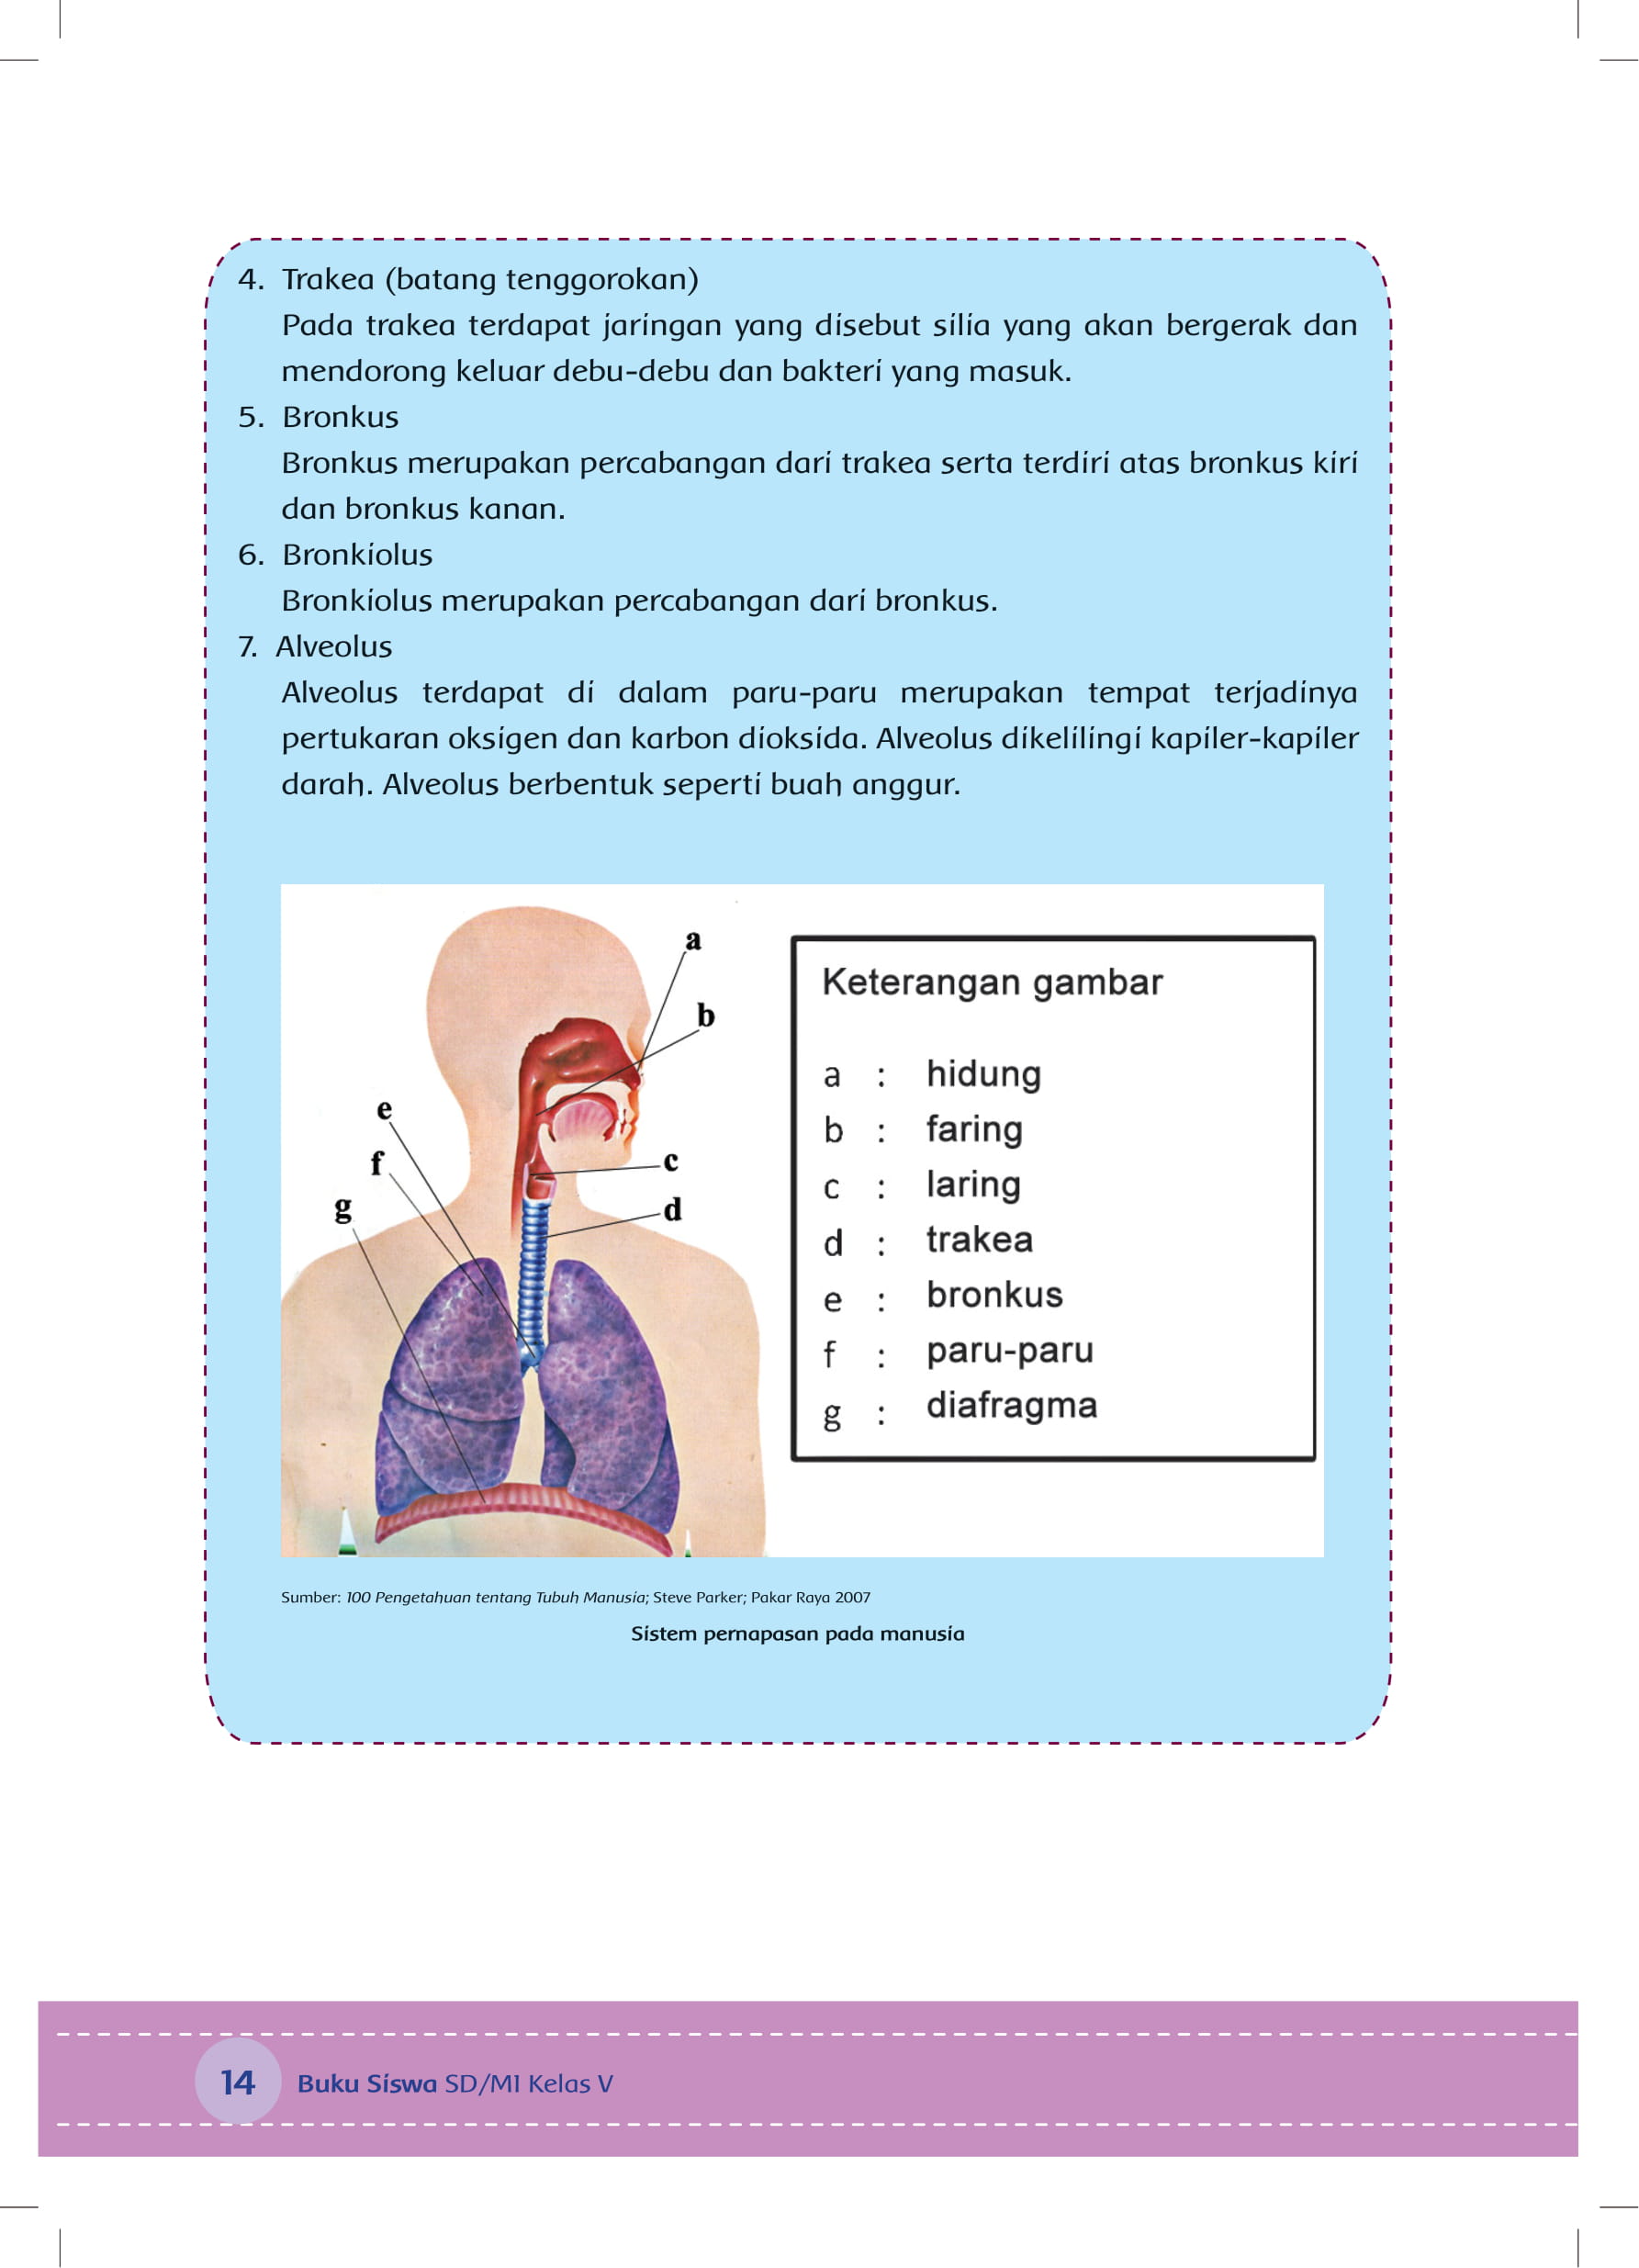 4. Trakea (batang tenggorokan)
Pada trakea terdapat jaringan yang disebut silia yang akan bergerak dan
mendorong keluar debu-debu dan bakteri yang masuk.
5. Bronkus
Bronkus merupakan percabangan dari trakea serta terdiri atas bronkus kiri
dan bronkus kanan.
6. Bronkiolus
Bronkiolus merupakan percabangan dari bronkus.
7. Alveolus
Alveolus terdapat di dalam paru-paru merupakan tempat terjadinya
pertukaran oksigen dan karbon dioksida. Alveolus dikelilingi kapiler-kapiler
darah. Alveolus berbentuk seperti buah anggur.
a
b
e
f
c
g
d
Keterangan gambar
a : hidung
b : faring
c : laring
d : trakea
e : bronkus
f : paru-paru
g : diafragma
Sumber: 100 Pengetahuan tentang Tubuh Manusia; Steve Parker; Pakar Raya 2007
Sistem pernapasan pada manusia
14 Buku Siswa SD/MI Kelas V